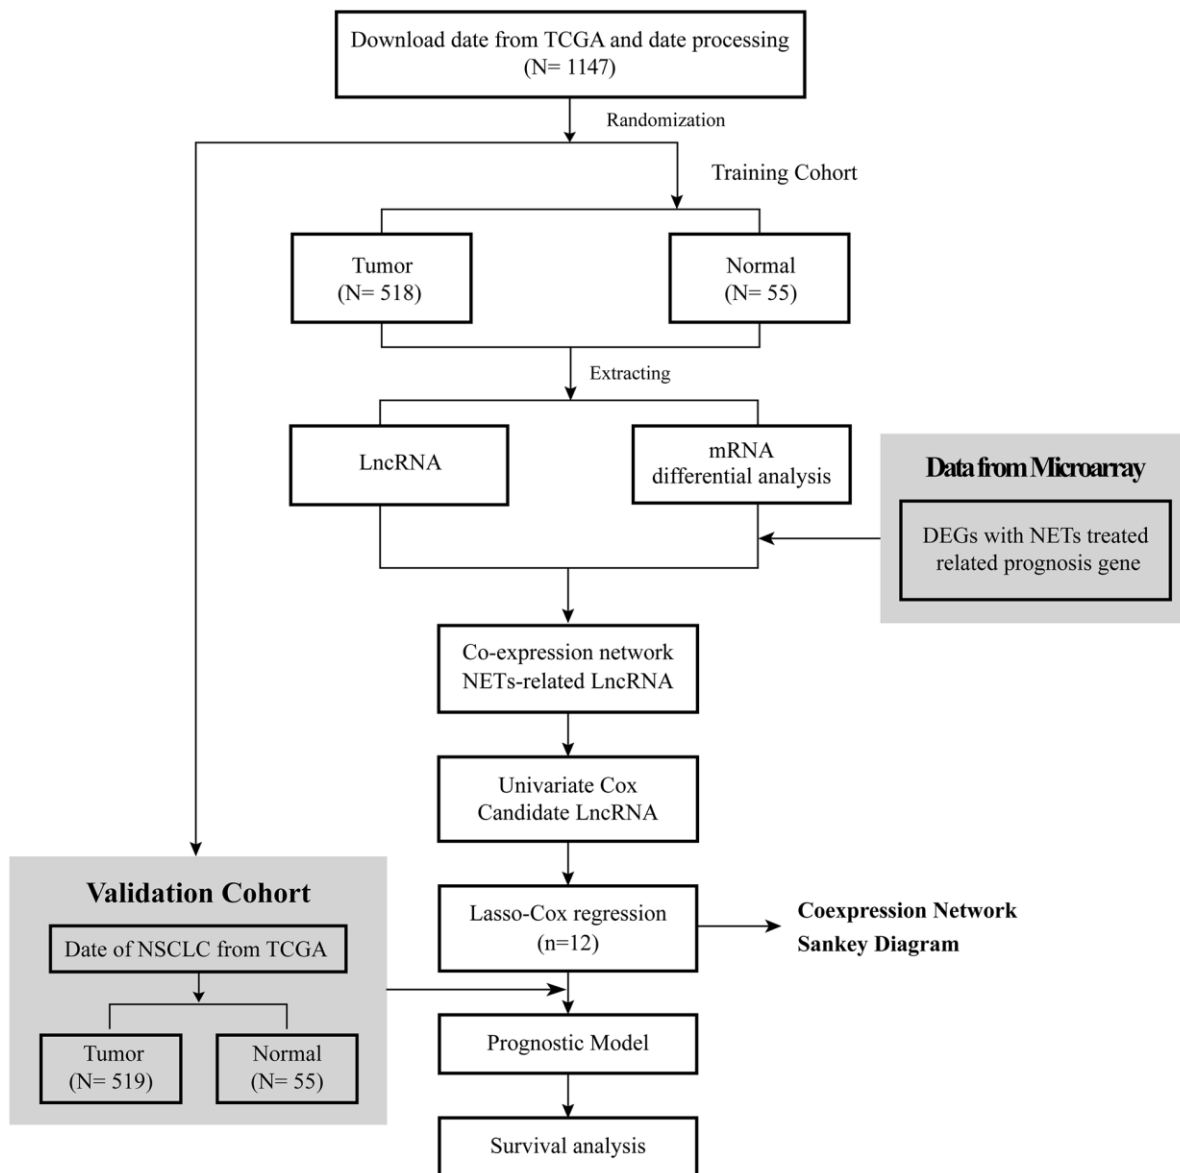 Download date from TCGA and date processing
(N= 1147)
Randomization
Training Cohort
Tumor
(N= 518)
Normal
(N= 55)
Extracting
LncRNA
mRNA
differential analysis
Data from Microarray
DEGs with NETs treated
related prognosis gene
Co-expression network
NETs-related LncRNA
Univariate Cox
Candidate LncRNA
Lasso-Cox regression
(n=12)
Coexpression Network
Sankey Diagram
Validation Cohort
Date of NSCLC from TCGA
Tumor
(N= 519)
Normal
(N= 55)
Prognostic Model
Survival analysis